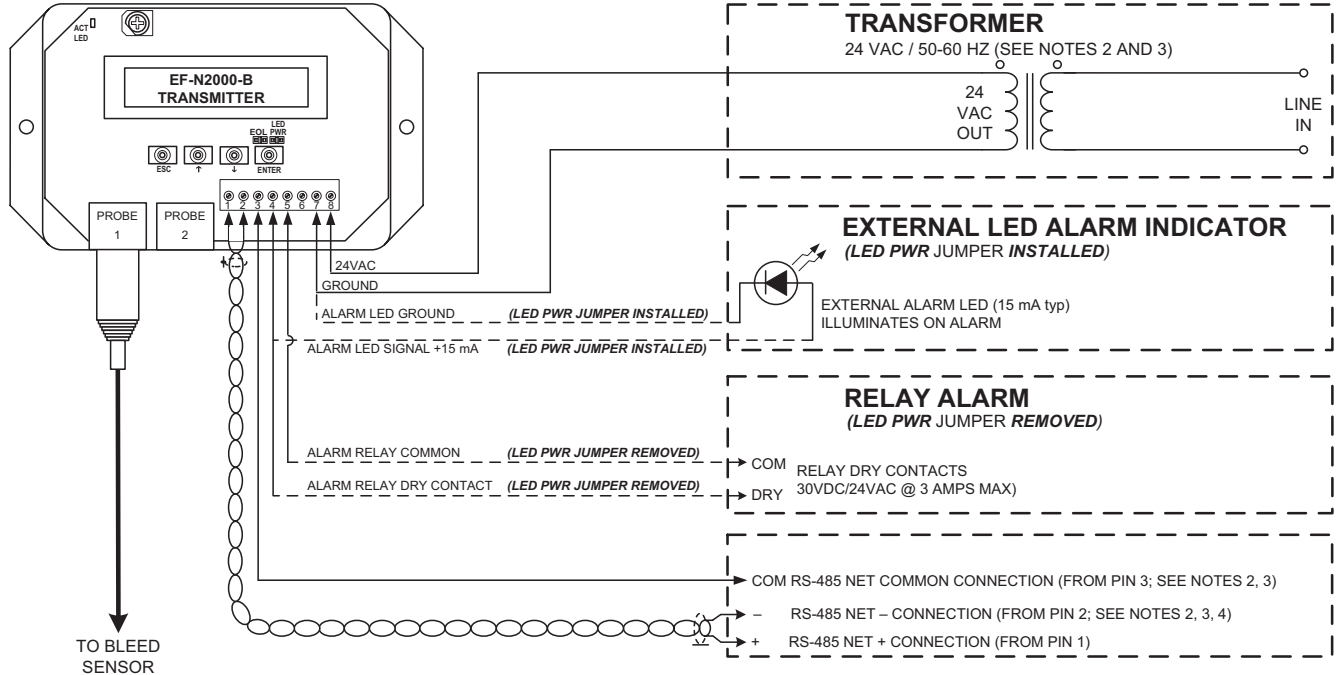 ACT
LED
EF-N2000-B
TRANSMITTER
LED
EOL PWR
ESC ↑ ↓ ENTER
1 2 3 4 5 6 7 8
PROBE
1
PROBE
2
TO BLEED
SENSOR
24VAC
GROUND
ALARM LED GROUND (LED PWR JUMPER INSTALLED)
ALARM LED SIGNAL +15 mA (LED PWR JUMPER INSTALLED)
ALARM RELAY COMMON (LED PWR JUMPER REMOVED)
ALARM RELAY DRY CONTACT (LED PWR JUMPER REMOVED)
TRANSFORMER
24 VAC / 50-60 HZ (SEE NOTES 2 AND 3)
24
VAC
OUT
LINE
IN
EXTERNAL LED ALARM INDICATOR
(LED PWR JUMPER INSTALLED)
EXTERNAL ALARM LED (15 mA typ)
ILLUMINATES ON ALARM
RELAY ALARM
(LED PWR JUMPER REMOVED)
COM
DRY
RELAY DRY CONTACTS
30VDC/24VAC @ 3 AMPS MAX)
COM RS-485 NET COMMON CONNECTION (FROM PIN 3; SEE NOTES 2, 3)
– RS-485 NET – CONNECTION (FROM PIN 2; SEE NOTES 2, 3, 4)
+ RS-485 NET + CONNECTION (FROM PIN 1)